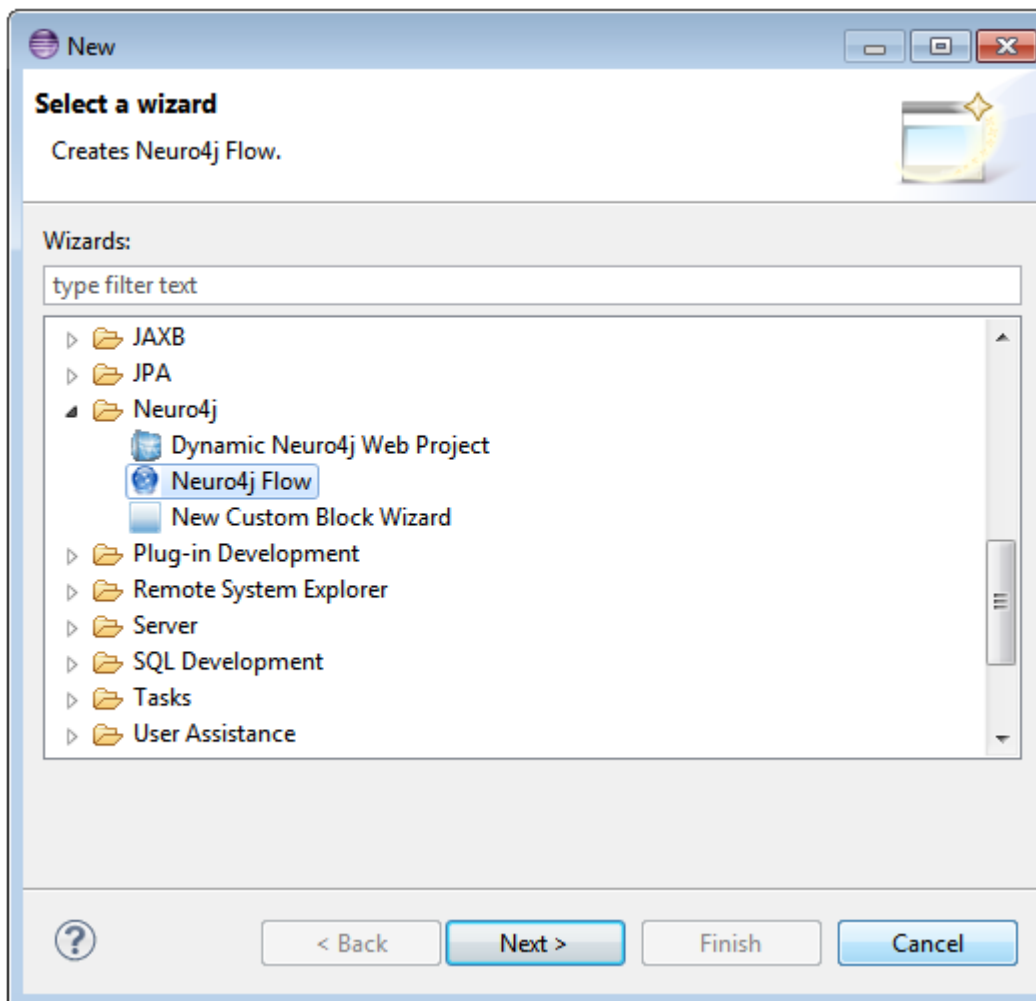 New
Select a wizard
Creates Neuro4j Flow.
Wizards:
type filter text
JAXB
JPA
Neuro4j
Dynamic Neuro4j Web Project
Neuro4j Flow
New Custom Block Wizard
Plug-in Development
Remote System Explorer
Server
SQL Development
Tasks
User Assistance
? < Back Next > Finish Cancel